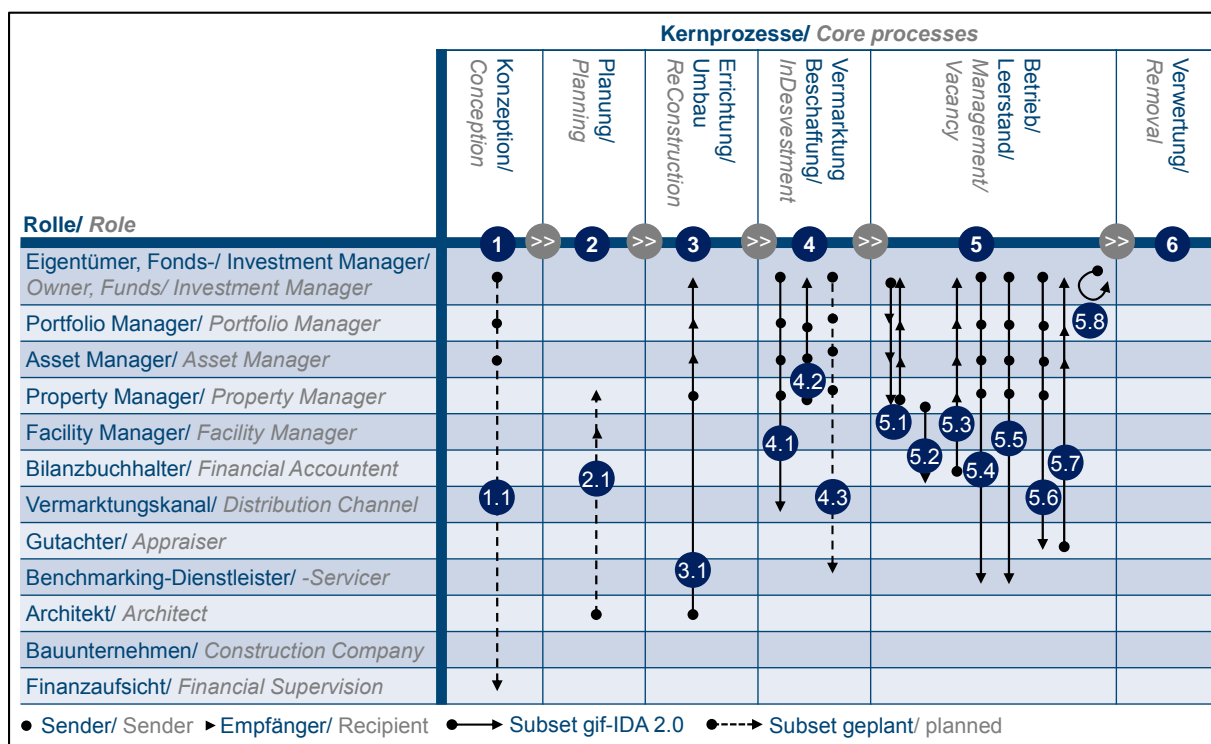 Kernprozesse/ Core processes
Konzeption/
Conception
Planung/
Planning
Errichtung/
Umbau
ReConstruction
Vermarktung
Beschaffung/
InDesvestment
Betrieb/
Leerstand/
Management/
Vacancy
Verwertung/
Removal
Rolle/ Role
1 >> 2 >> 3 >> 4 >> 5 >> 6
Eigentümer, Fonds-/ Investment Manager/
Owner, Funds/ Investment Manager
Portfolio Manager/ Portfolio Manager
5.8
Asset Manager/ Asset Manager
4.2
Property Manager/ Property Manager
5.1
5.3
Facility Manager/ Facility Manager
4.1
5.5
5.2
5.4
5.7
Bilanzbuchhalter/ Financial Accountent
2.1
Vermarktungskanal/ Distribution Channel
1.1
4.3
5.6
Gutachter/ Appraiser
3.1
Benchmarking-Dienstleister/ -Servicer
Architekt/ Architect
Bauunternehmen/ Construction Company
Finanzaufsicht/ Financial Supervision
Sender/ Sender Empfänger/ Recipient Subset gif-IDA 2.0 Subset geplant/ planned